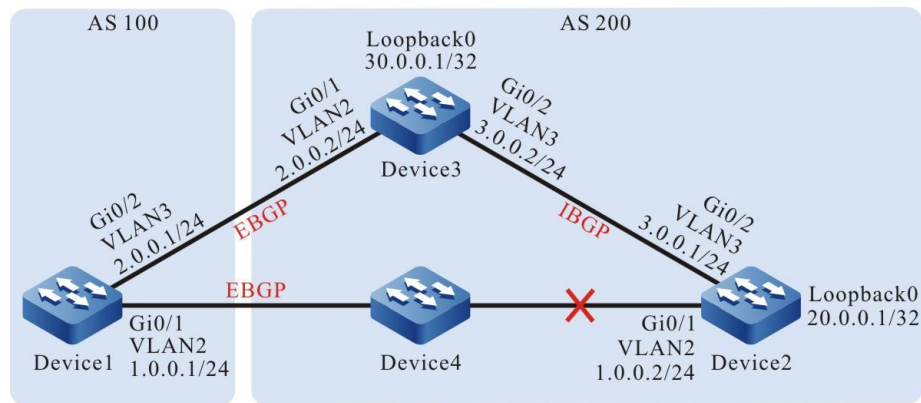 AS 100
AS 200
Loopback0
30.0.0.1/32
Gi0/1
VLAN2
2.0.0.2/24
Gi0/2
VLAN3
3.0.0.2/24
Device3
Gi0/2
VLAN3
2.0.0.1/24
EBGP
IBGP
Gi0/2
VLAN3
3.0.0.1/24
EBGP
Loopback0
20.0.0.1/32
Gi0/1
VLAN2
1.0.0.1/24
Gi0/1
VLAN2
1.0.0.2/24
Device1
Device4
Device2